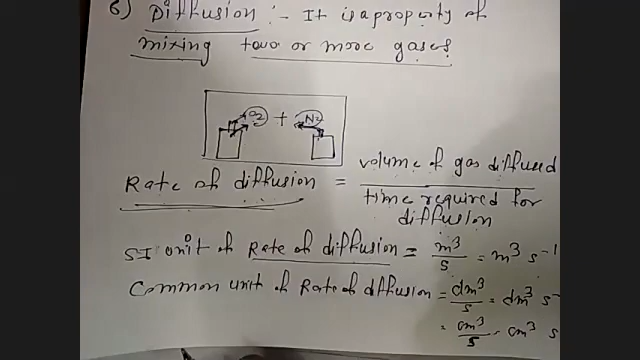 6) Diffusion :- It is a property of
mixing two or more gases
O2 + N2
Rate of diffusion = volume of gas diffused
time required for
diffusion
SI unit of Rate of diffusion = m³/s = m³ s⁻¹
Common unit of Rate of diffusion = dm³/s = dm³ s⁻
= cm³/s - cm³ s